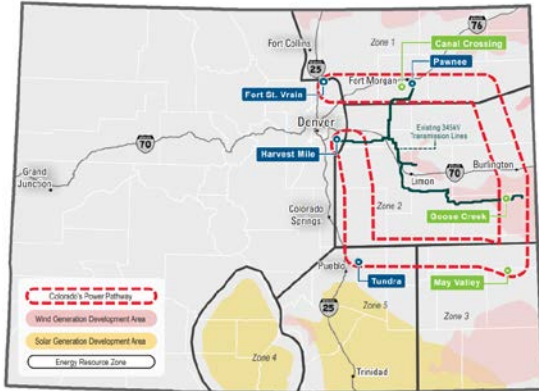 76
Fort Collins
Zone 1
Canal Crossing
25
Pawnee
Fort Morgan
Fort St. Vrain
Denver
Existing 345kV
Transmission Lines
Harvest Mile
70
Burlington
Grand
Junction
Limon
70
Colorado
Springs
Zone 2
Goose Creek
Pueblo
Tundra
May Valley
Colorado's Power Pathway
Wind Generation Development Area
Solar Generation Development Area
Energy Resource Zone
25
Zone 5
Zone 3
Zone 4
Trinidad